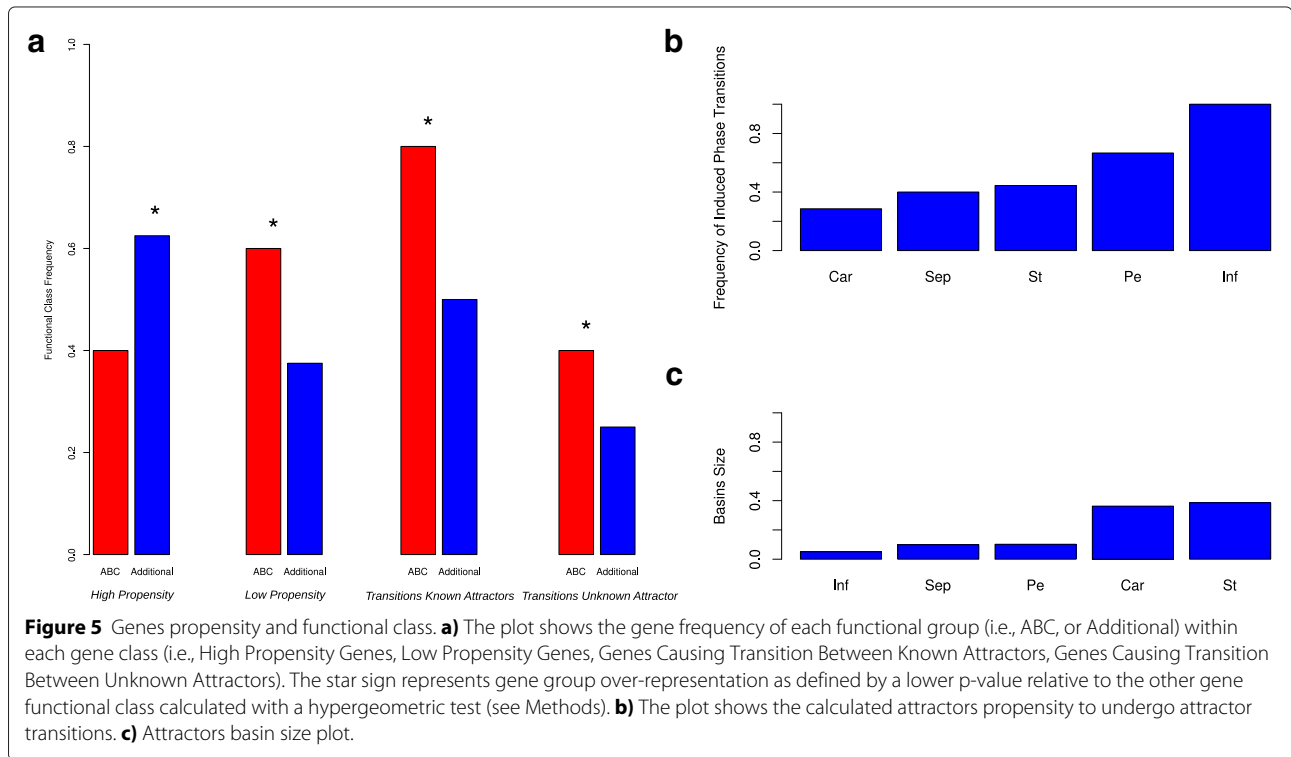 a
Functional Class Frequency
1.0
0.8
0.6
0.4
0.2
0.0
*
*
*
*
ABC Additional ABC Additional ABC Additional ABC Additional
High Propensity Low Propensity Transitions Known Attractors Transitions Unknown Attractor
b
Frequency of Induced Phase Transitions
0.8
0.4
0.0
Car Sep St Pe Inf
c
Basins Size
0.8
0.4
0.0
Inf Sep Pe Car St
Figure 5 Genes propensity and functional class. a) The plot shows the gene frequency of each functional group (i.e., ABC, or Additional) within
each gene class (i.e., High Propensity Genes, Low Propensity Genes, Genes Causing Transition Between Known Attractors, Genes Causing Transition
Between Unknown Attractors). The star sign represents gene group over-representation as defined by a lower p-value relative to the other gene
functional class calculated with a hypergeometric test (see Methods). b) The plot shows the calculated attractors propensity to undergo attractor
transitions. c) Attractors basin size plot.